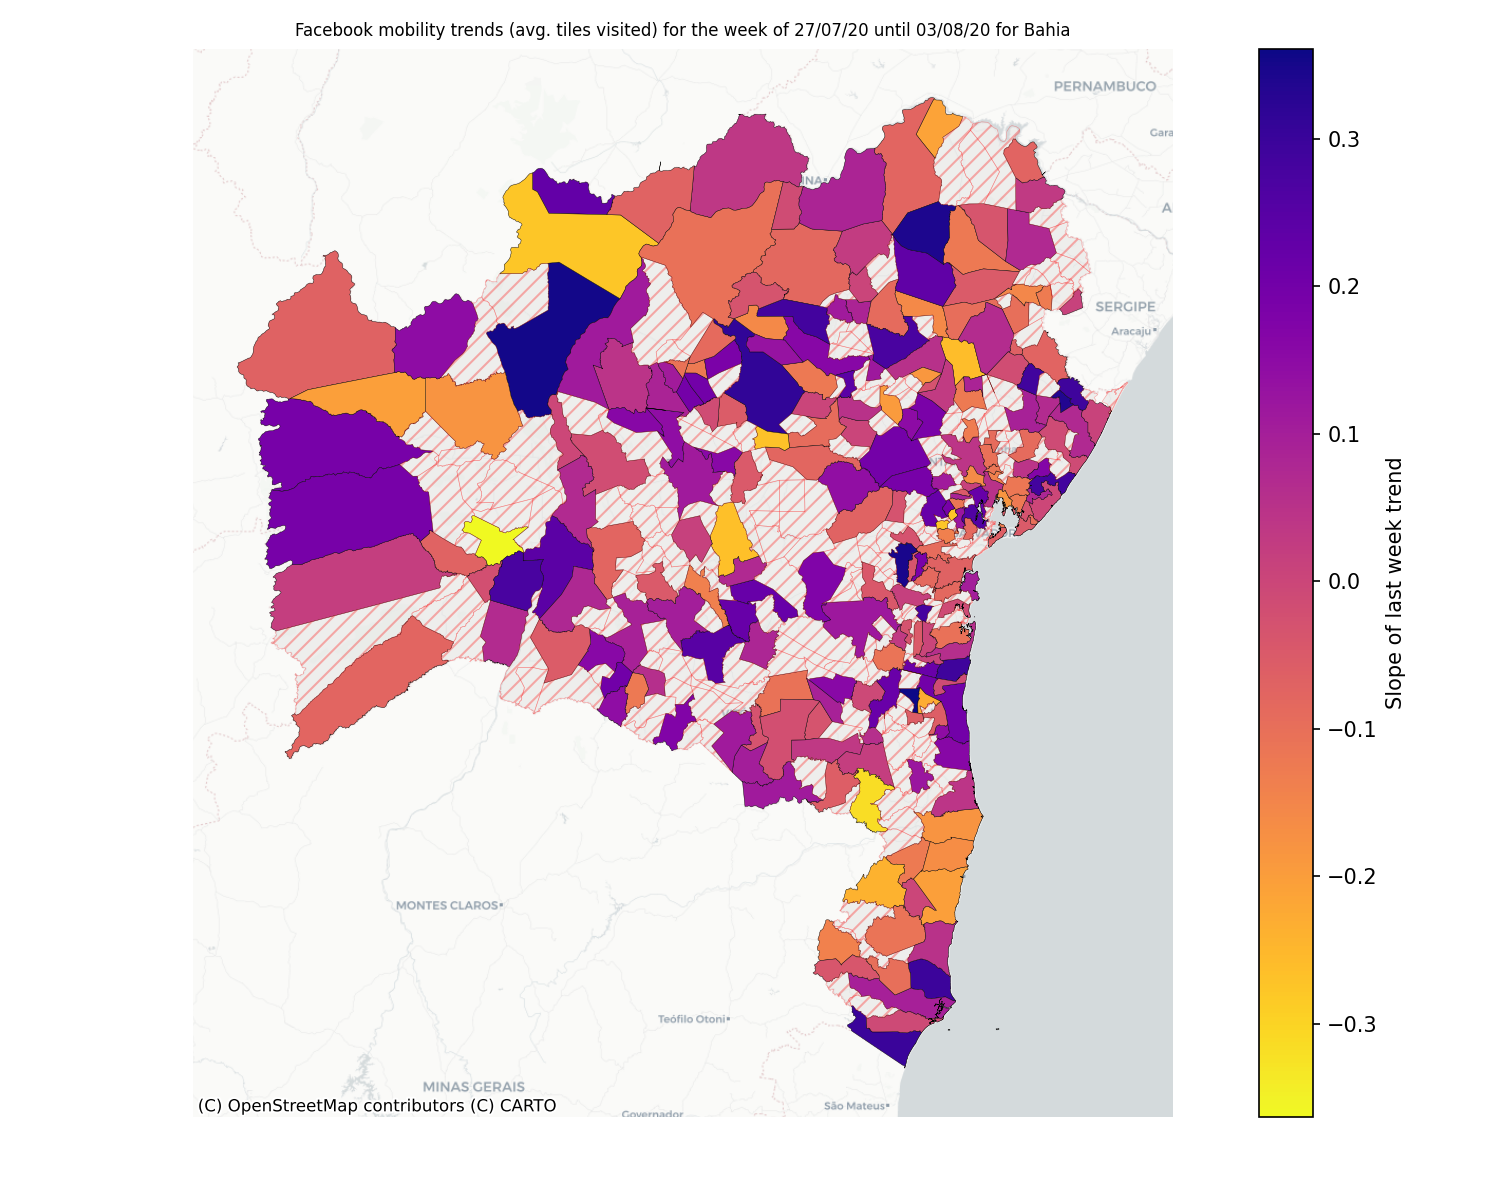 Facebook mobility trends (avg. tiles visited) for the week of 27/07/20 until 03/08/20 for Bahia
PERNAMBUCO
Gara
INA
A
SERGIPE
Aracaju
0.3
0.2
0.1
0.0
−0.1
−0.2
−0.3
Slope of last week trend
MONTES CLAROS
Teófilo Otoni
MINAS GERAIS
São Mateus
Governador
(C) OpenStreetMap contributors (C) CARTO